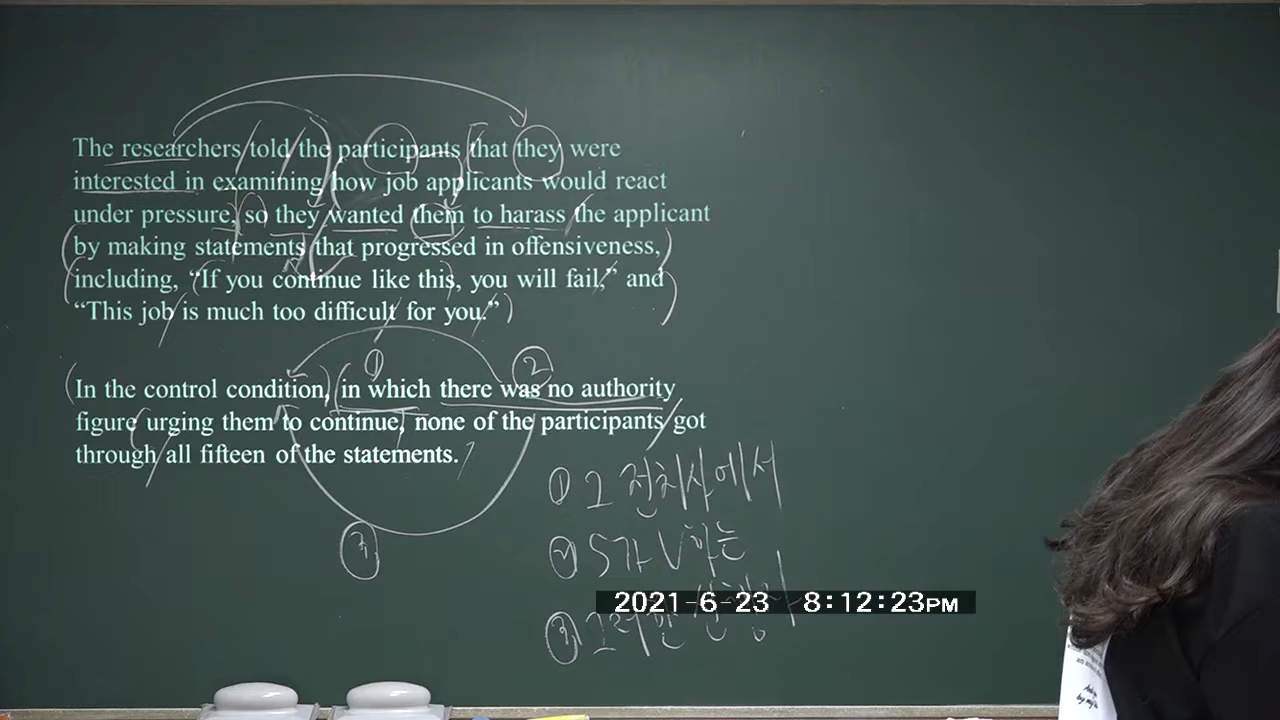 The researchers told the participants that they were
interested in examining how job applicants would react
under pressure, so they wanted them to harass the applicant
by making statements that progressed in offensiveness,
including, “If you continue like this, you will fail,” and
“This job is much too difficult for you.”
① ②
In the control condition, in which there was no authority
figure urging them to continue, none of the participants got
through all fifteen of the statements.
① 그 전치사에서
③
② S가 V하는
2021-6-23 8:12:23PM
③ 그러한